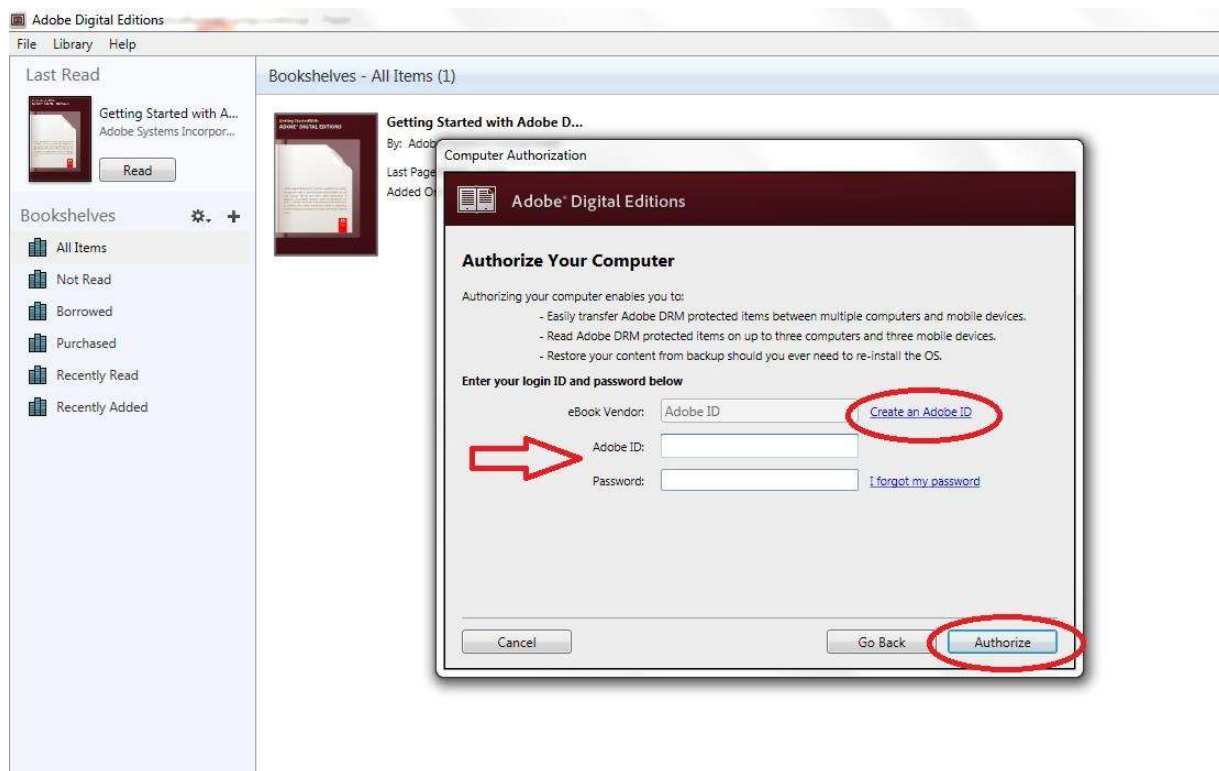 Adobe Digital Editions
File Library Help
Last Read
Getting Started with A...
Adobe Systems Incorpor...
Read
Bookshelves
All Items
Not Read
Borrowed
Purchased
Recently Read
Recently Added
Bookshelves - All Items (1)
Getting Started with Adobe D...
By: Adob
Last Page
Added O
Computer Authorization
Adobe® Digital Editions
Authorize Your Computer
Authorizing your computer enables you to:
- Easily transfer Adobe DRM protected items between multiple computers and mobile devices.
- Read Adobe DRM protected items on up to three computers and three mobile devices.
- Restore your content from backup should you ever need to re-install the OS.
Enter your login ID and password below
eBook Vendor: Adobe ID Create an Adobe ID
Adobe ID:
Password: I forgot my password
Cancel Go Back Authorize